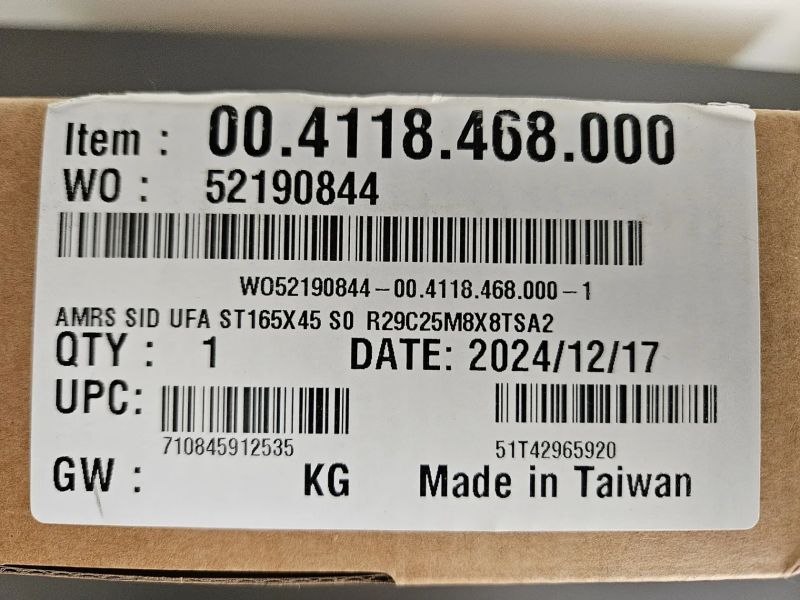 Item : 00.4118.468.000
WO : 52190844
WO52190844-00.4118.468.000-1
AMRS SID UFA ST165X45 S0 R29C25M8X8TSA2
QTY : 1 DATE: 2024/12/17
UPC:
710845912535 51T42965920
GW : KG Made in Taiwan